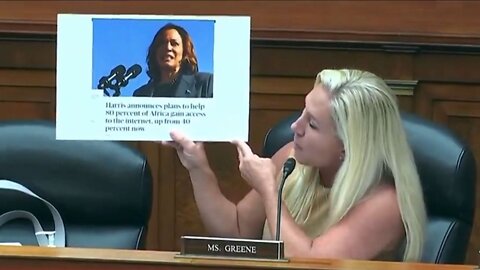 Harris announces plans to help
80 percent of Africa gain access
to the internet, up from 40
percent now
MS. GREENE